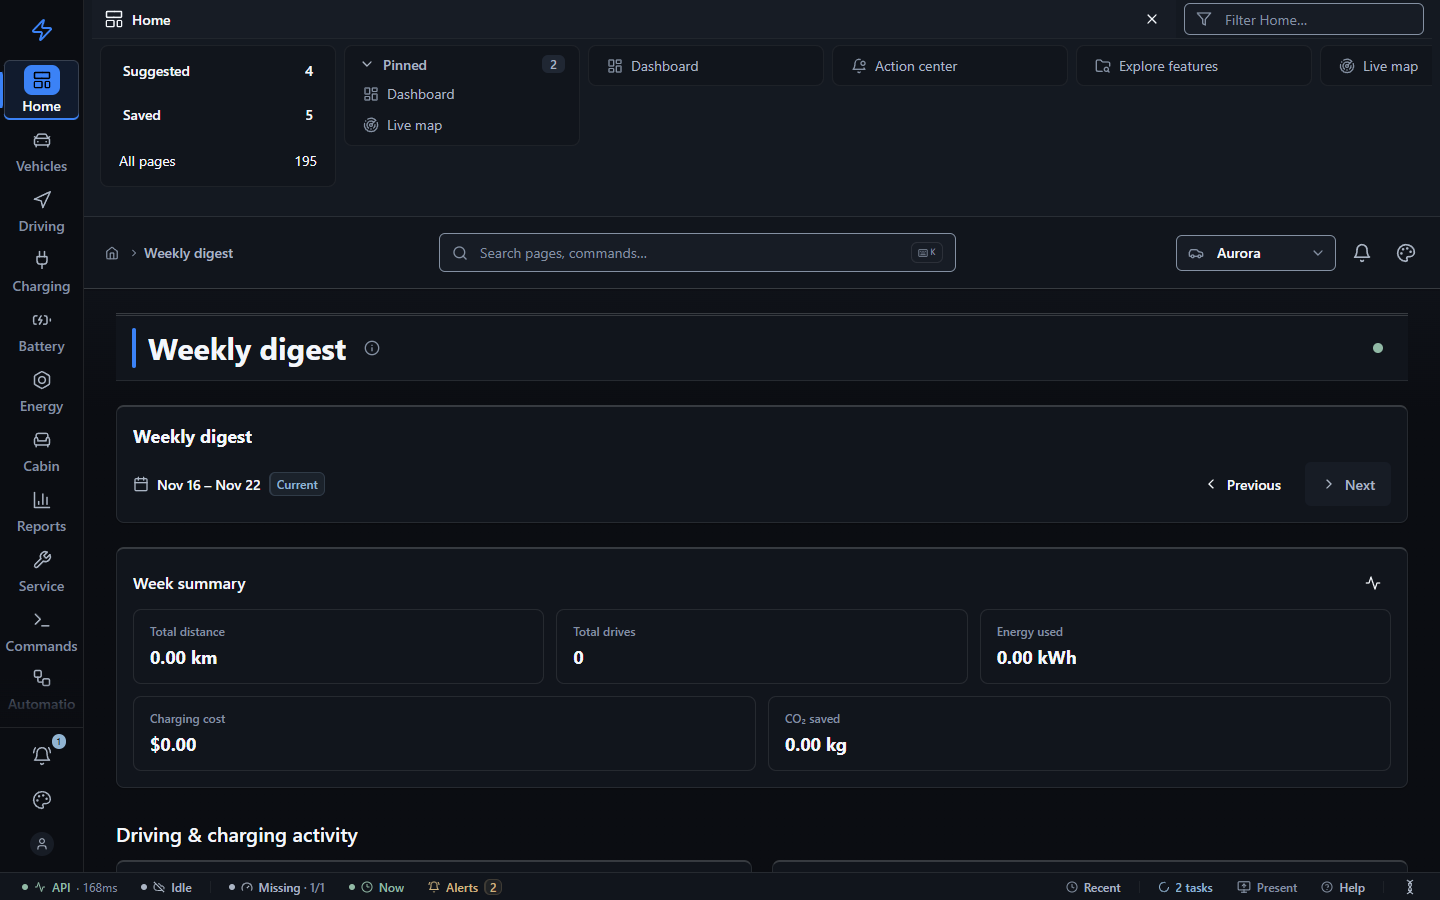 Home
Filter Home...
Suggested 4
Saved 5
All pages 195
Pinned 2
Dashboard
Live map
Dashboard
Action center
Explore features
Live map
Home
Vehicles
Driving
Charging
Battery
Energy
Cabin
Reports
Service
Commands
Automatio
1
Weekly digest
Search pages, commands...
K
Aurora
Weekly digest
Weekly digest
Nov 16 – Nov 22 Current
Previous
Next
Week summary
Total distance
0.00 km
Total drives
0
Energy used
0.00 kWh
Charging cost
$0.00
CO₂ saved
0.00 kg
Driving & charging activity
API · 168ms
Idle
Missing · 1/1
Now
Alerts 2
Recent
2 tasks
Present
Help